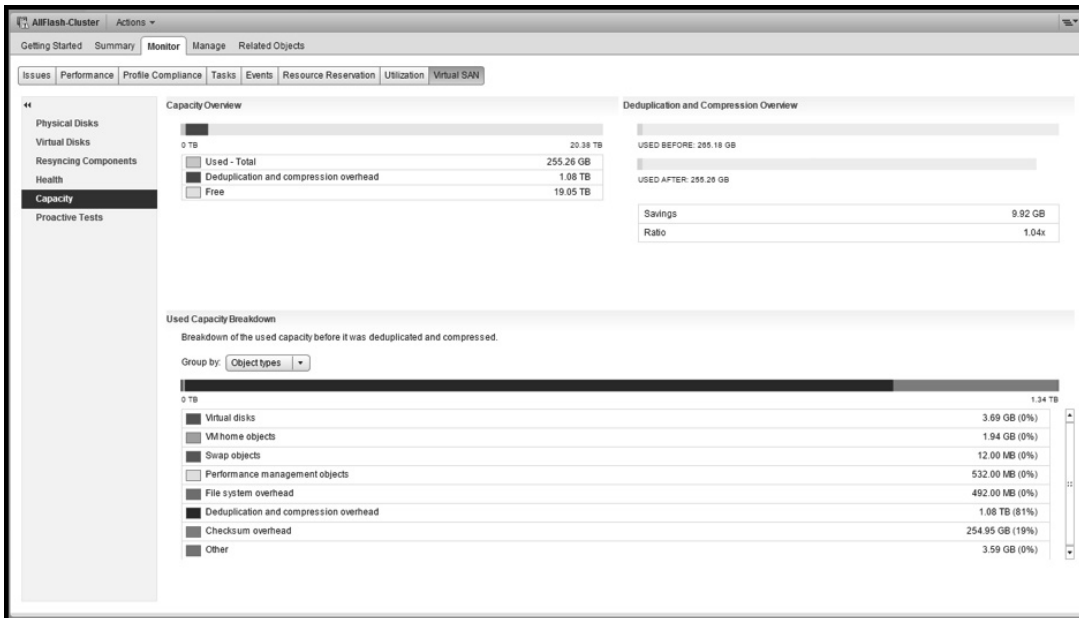 AllFlash-Cluster Actions
Getting Started Summary Monitor Manage Related Objects
Issues Performance Profile Compliance Tasks Events Resource Reservation Utilization Virtual SAN
Physical Disks
Virtual Disks
Resyncing Components
Health
Capacity
Proactive Tests
Capacity Overview
0 TB 20.38 TB
Used - Total 255.26 GB
Deduplication and compression overhead 1.08 TB
Free 19.05 TB
Deduplication and Compression Overview
USED BEFORE: 265.18 GB
USED AFTER: 255.26 GB
Savings 9.92 GB
Ratio 1.04x
Used Capacity Breakdown
Breakdown of the used capacity before it was deduplicated and compressed.
Group by: Object types
0 TB 1.34 TB
Virtual disks 3.69 GB (0%)
VM home objects 1.94 GB (0%)
Swap objects 12.00 MB (0%)
Performance management objects 532.00 MB (0%)
File system overhead 492.00 MB (0%)
Deduplication and compression overhead 1.08 TB (81%)
Checksum overhead 254.95 GB (19%)
Other 3.59 GB (0%)